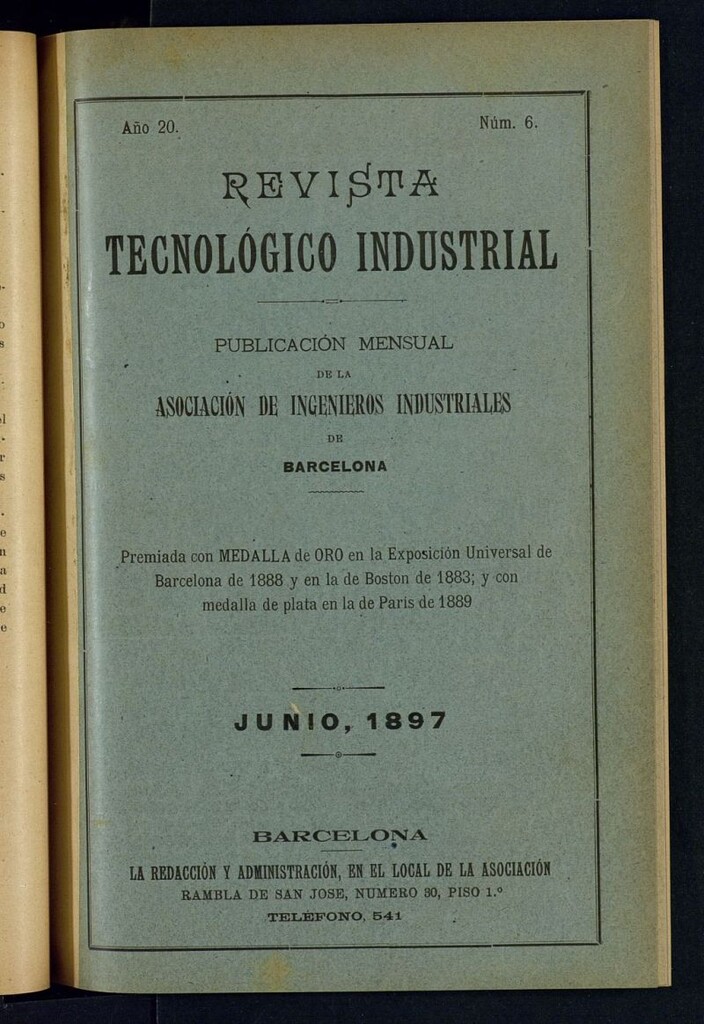 Año 20.
Núm. 6.
REVISTA
TECNOLÓGICO INDUSTRIAL
PUBLICACIÓN MENSUAL
DE LA
ASOCIACIÓN DE INGENIEROS INDUSTRIALES
DE
BARCELONA
Premiada con MEDALLA de ORO en la Exposición Universal de
Barcelona de 1888 y en la de Boston de 1883; y con
medalla de plata en la de París de 1889
JUNIO, 1897
BARCELONA
LA REDACCIÓN Y ADMINISTRACIÓN, EN EL LOCAL DE LA ASOCIACIÓN
RAMBLA DE SAN JOSE, NUMERO 30, PISO 1.º
TELÉFONO, 541